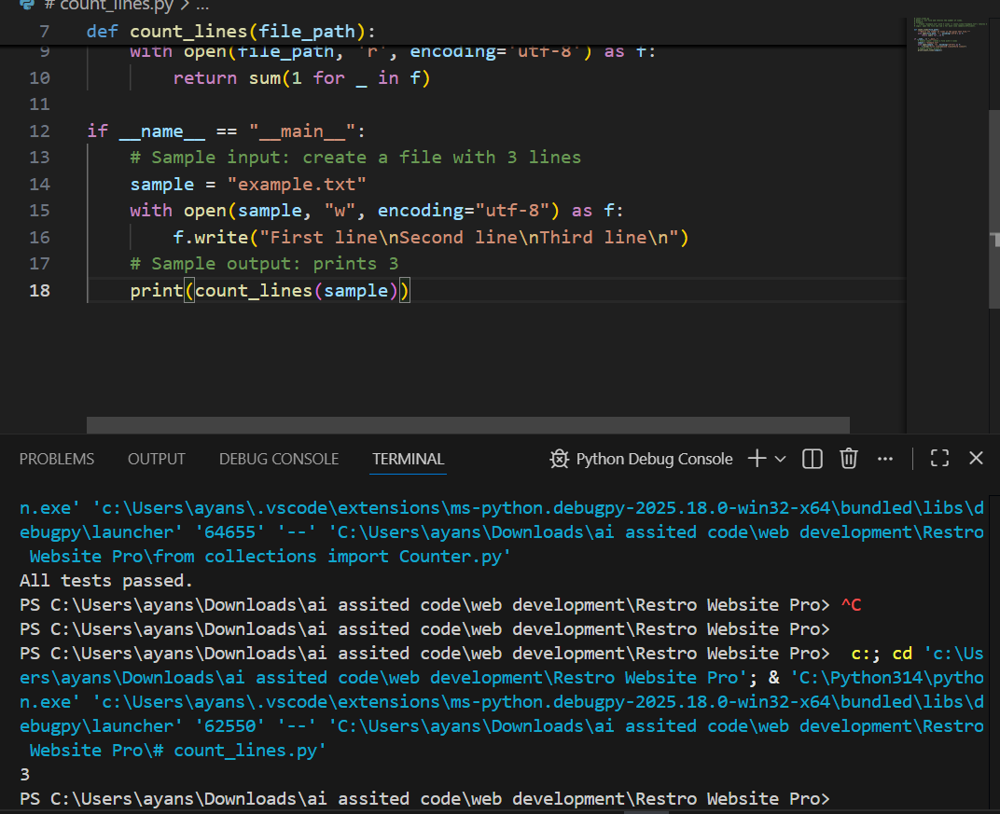 # count_lines.py > ...
7 def count_lines(file_path):
9 with open(file_path, 'r', encoding='utf-8') as f:
10 return sum(1 for _ in f)
11
12 if __name__ == "__main__":
13 # Sample input: create a file with 3 lines
14 sample = "example.txt"
15 with open(sample, "w", encoding="utf-8") as f:
16 f.write("First line\nSecond line\nThird line\n")
17 # Sample output: prints 3
18 print(count_lines(sample))
PROBLEMS OUTPUT DEBUG CONSOLE TERMINAL Python Debug Console
n.exe' 'c:\Users\ayans\.vscode\extensions\ms-python.debugpy-2025.18.0-win32-x64\bundled\libs\d
ebugpy\launcher' '64655' '--' 'C:\Users\ayans\Downloads\ai assited code\web development\Restro
Website Pro\from collections import Counter.py'
All tests passed.
PS C:\Users\ayans\Downloads\ai assited code\web development\Restro Website Pro> ^C
PS C:\Users\ayans\Downloads\ai assited code\web development\Restro Website Pro>
PS C:\Users\ayans\Downloads\ai assited code\web development\Restro Website Pro> c:; cd 'c:\Us
ers\ayans\Downloads\ai assited code\web development\Restro Website Pro'; & 'C:\Python314\pytho
n.exe' 'c:\Users\ayans\.vscode\extensions\ms-python.debugpy-2025.18.0-win32-x64\bundled\libs\d
ebugpy\launcher' '62550' '--' 'C:\Users\ayans\Downloads\ai assited code\web development\Restro
Website Pro\# count_lines.py'
3
PS C:\Users\ayans\Downloads\ai assited code\web development\Restro Website Pro>